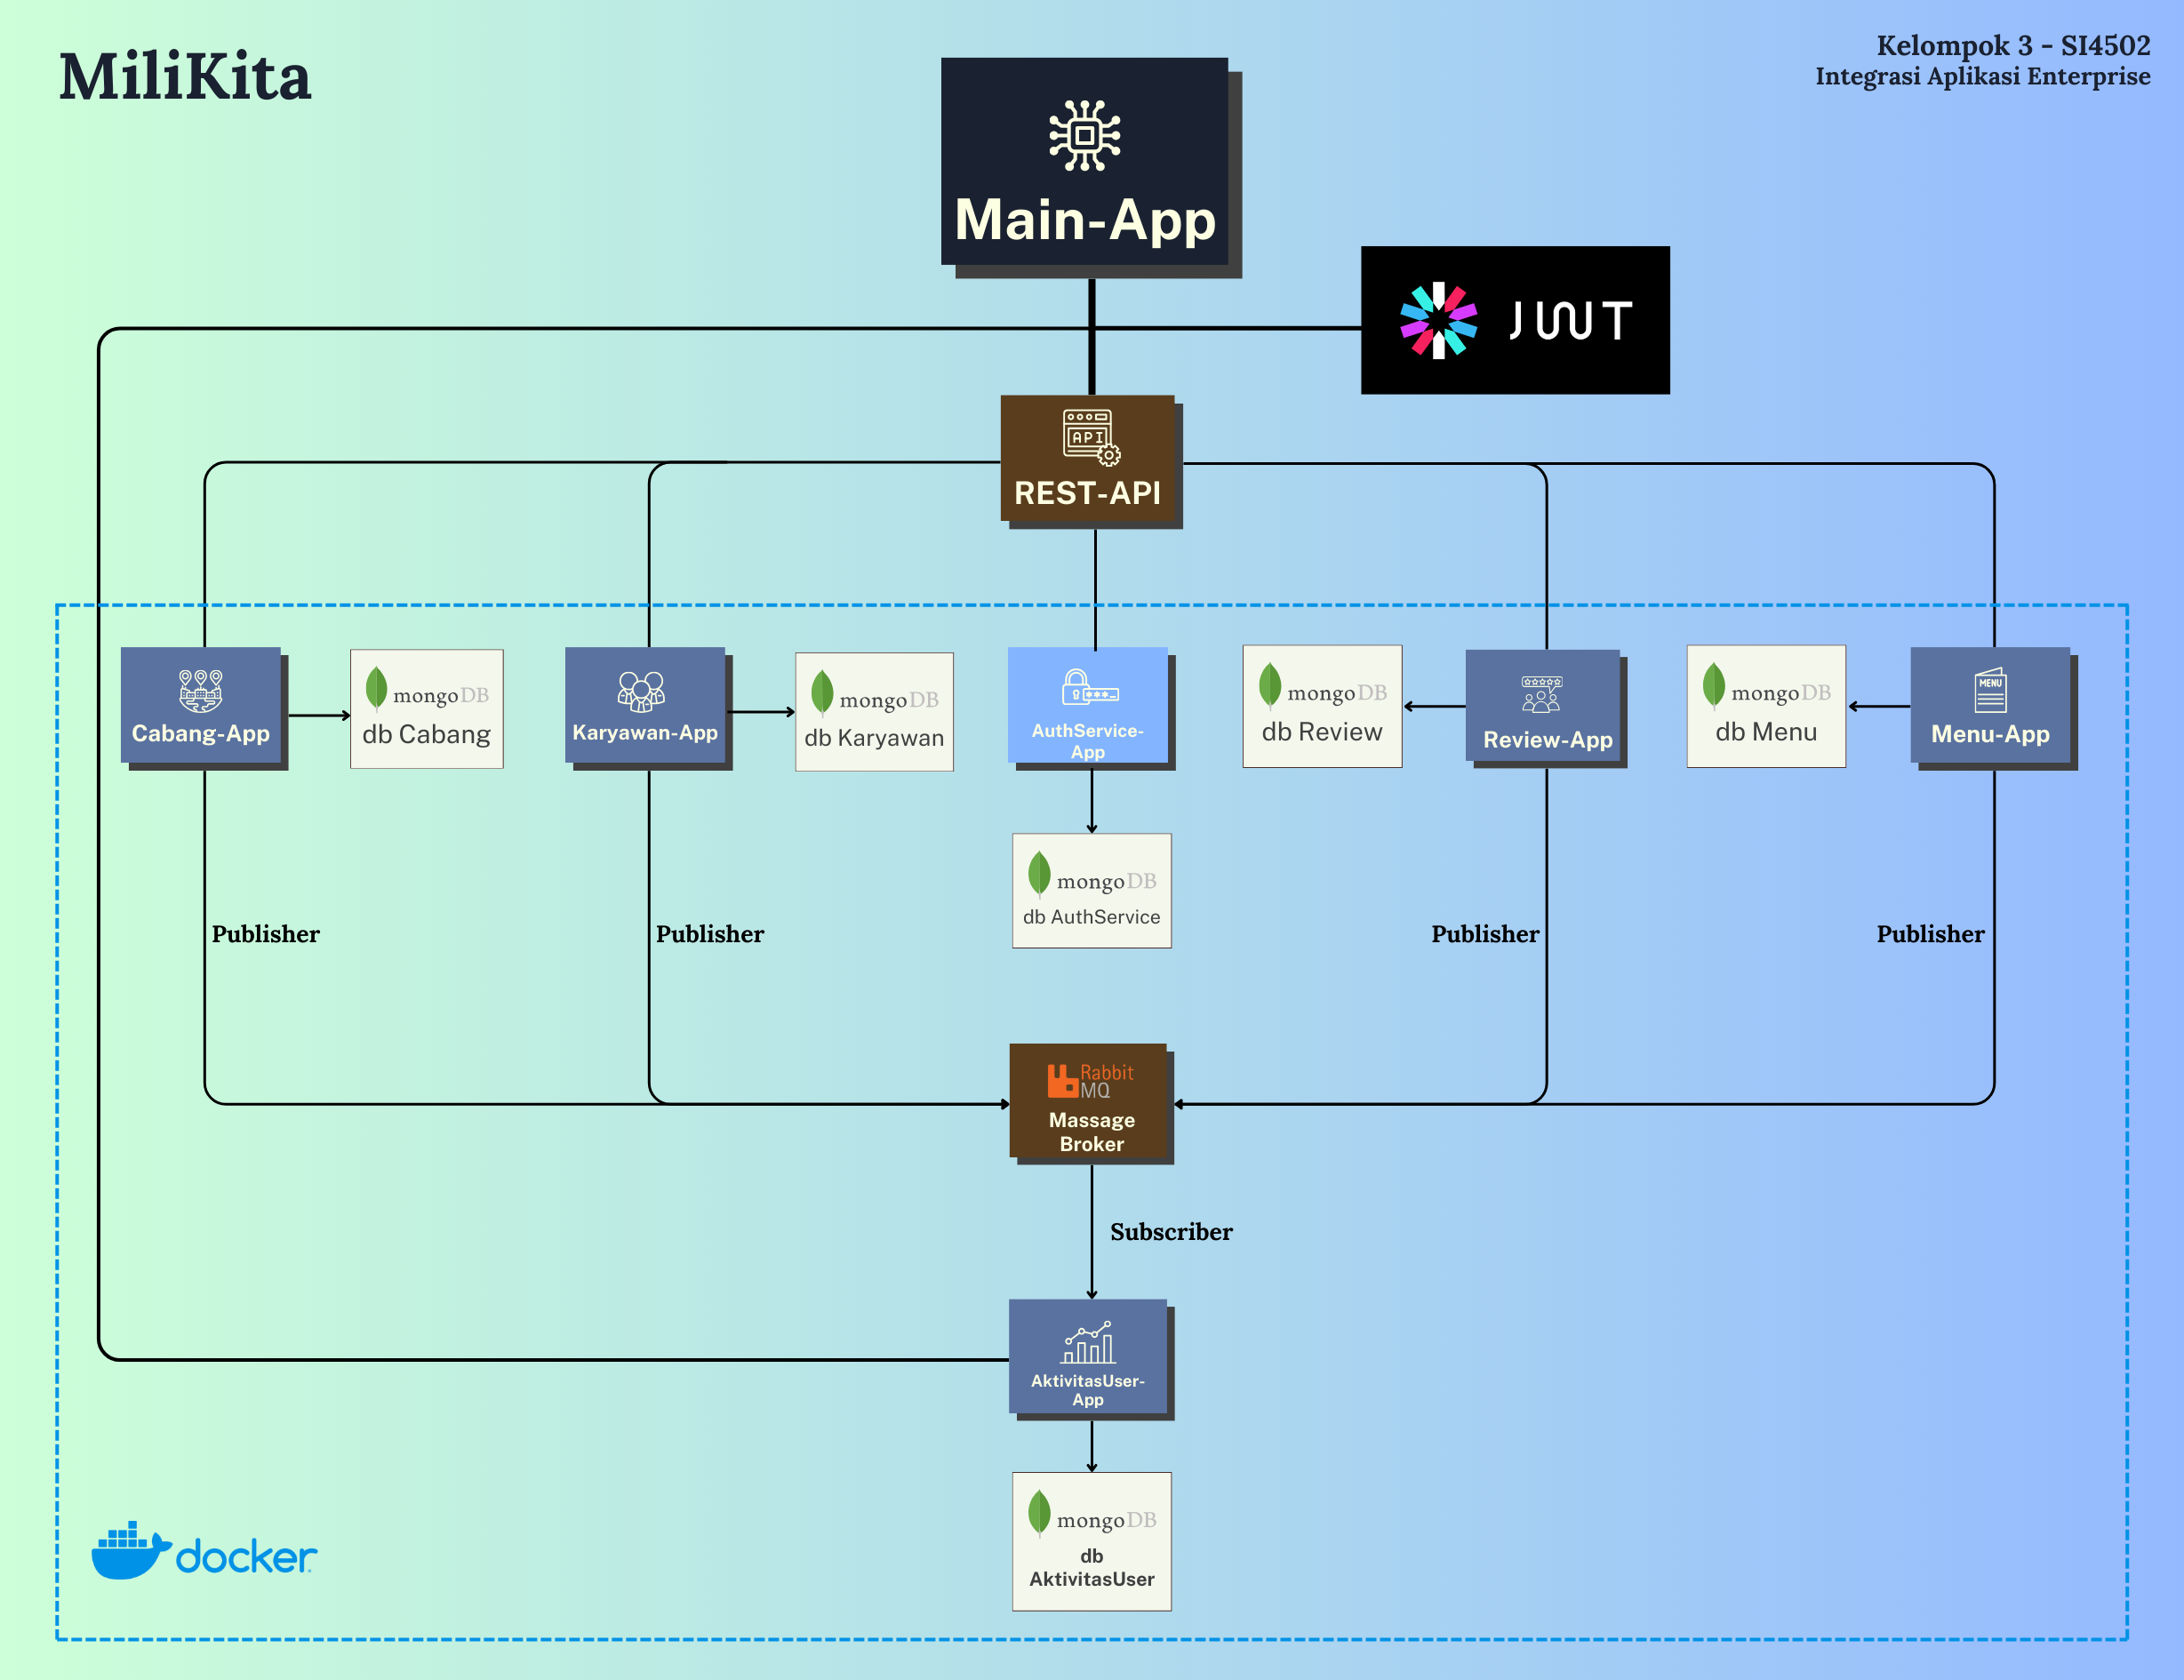 MiliKita
Kelompok 3 - SI4502
Integrasi Aplikasi Enterprise
Main-App
JWT
API
REST-API
Cabang-App
mongoDB
db Cabang
Karyawan-App
mongoDB
db Karyawan
***_
AuthService-
App
mongoDB
db Review
Review-App
mongoDB
db Menu
MENU
Menu-App
mongoDB
db AuthService
Publisher
Publisher
Publisher
Publisher
Rabbit
MQ
Massage
Broker
Subscriber
AktivitasUser-
App
mongoDB
db
AktivitasUser
docker